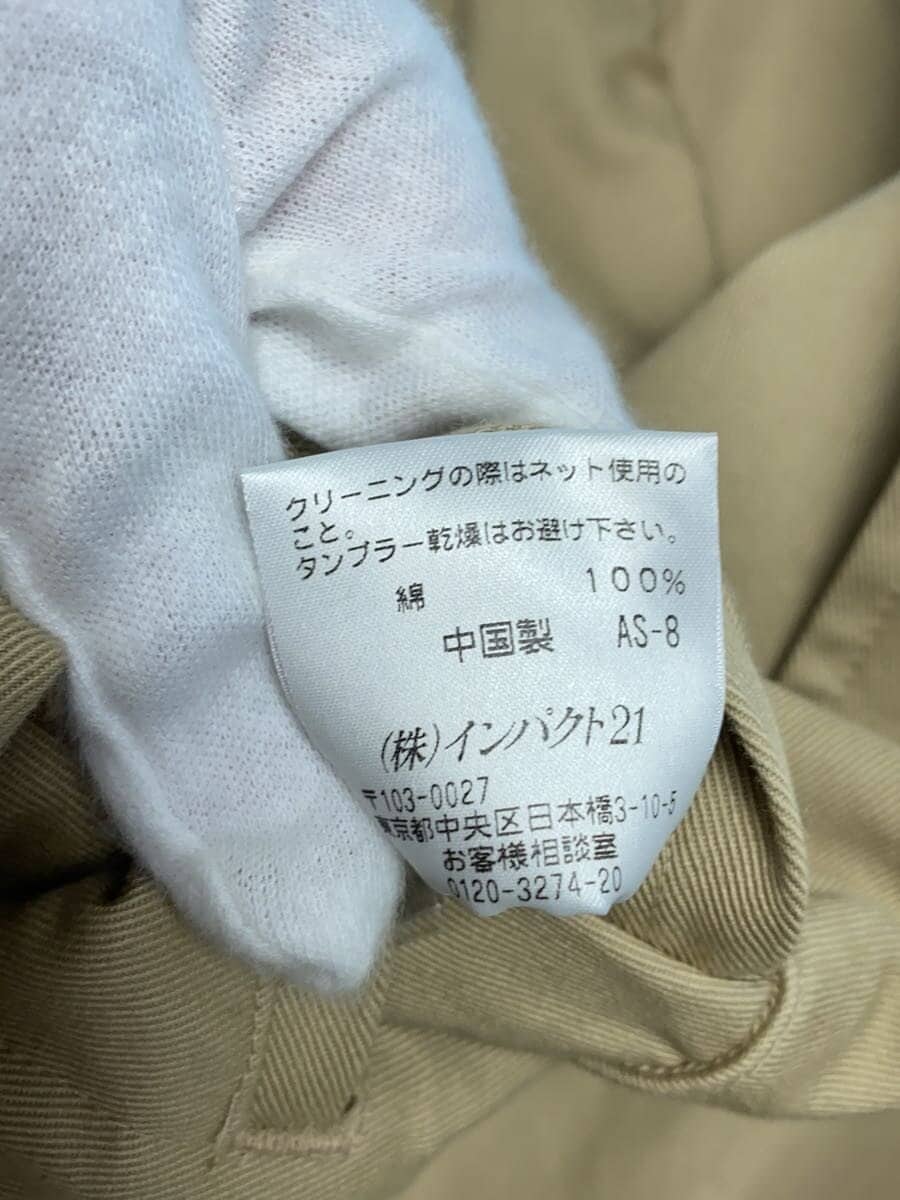 クリーニングの際はネット使用の
こと。
タンブラー乾燥はお避け下さい。
綿 100%
中国製 AS-8
(株)インパクト21
〒103-0027
東京都中央区日本橋3-10-5
お客様相談室
0120-3274-20